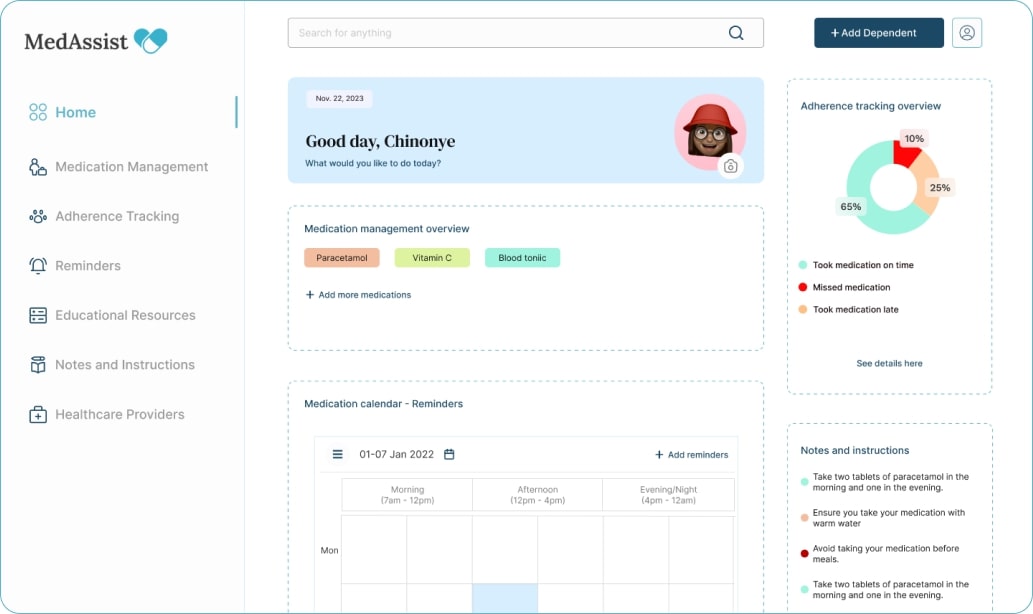 MedAssist
Home
Medication Management
Adherence Tracking
Reminders
Educational Resources
Notes and Instructions
Healthcare Providers
Search for anything
+ Add Dependent
Nov. 22, 2023
Good day, Chinonye
What would you like to do today?
Medication management overview
Paracetamol
Vitamin C
Blood toniic
+ Add more medications
Medication calendar - Reminders
01-07 Jan 2022
+ Add reminders
Morning
(7am - 12pm)
Afternoon
(12pm - 4pm)
Evening/Night
(4pm - 12am)
Mon
Adherence tracking overview
10%
25%
65%
Took medication on time
Missed medication
Took medication late
See details here
Notes and instructions
Take two tablets of paracetamol in the
morning and one in the evening.
Ensure you take your medication with
warm water
Avoid taking your medication before
meals.
Take two tablets of paracetamol in the
morning and one in the evening.